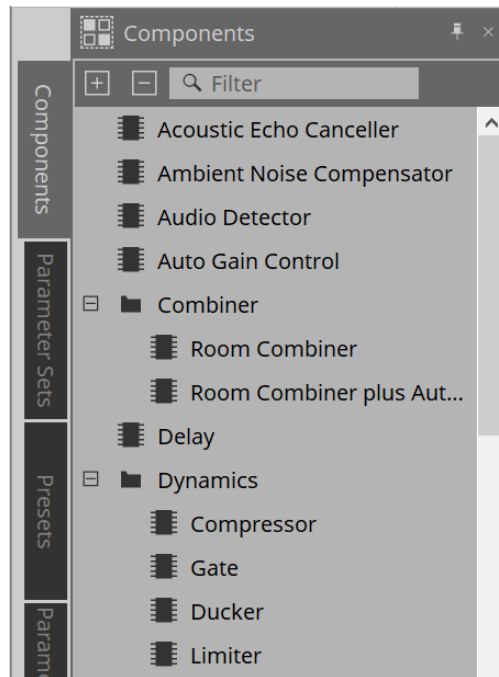 Components
Filter
Components
Parameter Sets
Presets
Param
Acoustic Echo Canceller
Ambient Noise Compensator
Audio Detector
Auto Gain Control
Combiner
Room Combiner
Room Combiner plus Aut...
Delay
Dynamics
Compressor
Gate
Ducker
Limiter